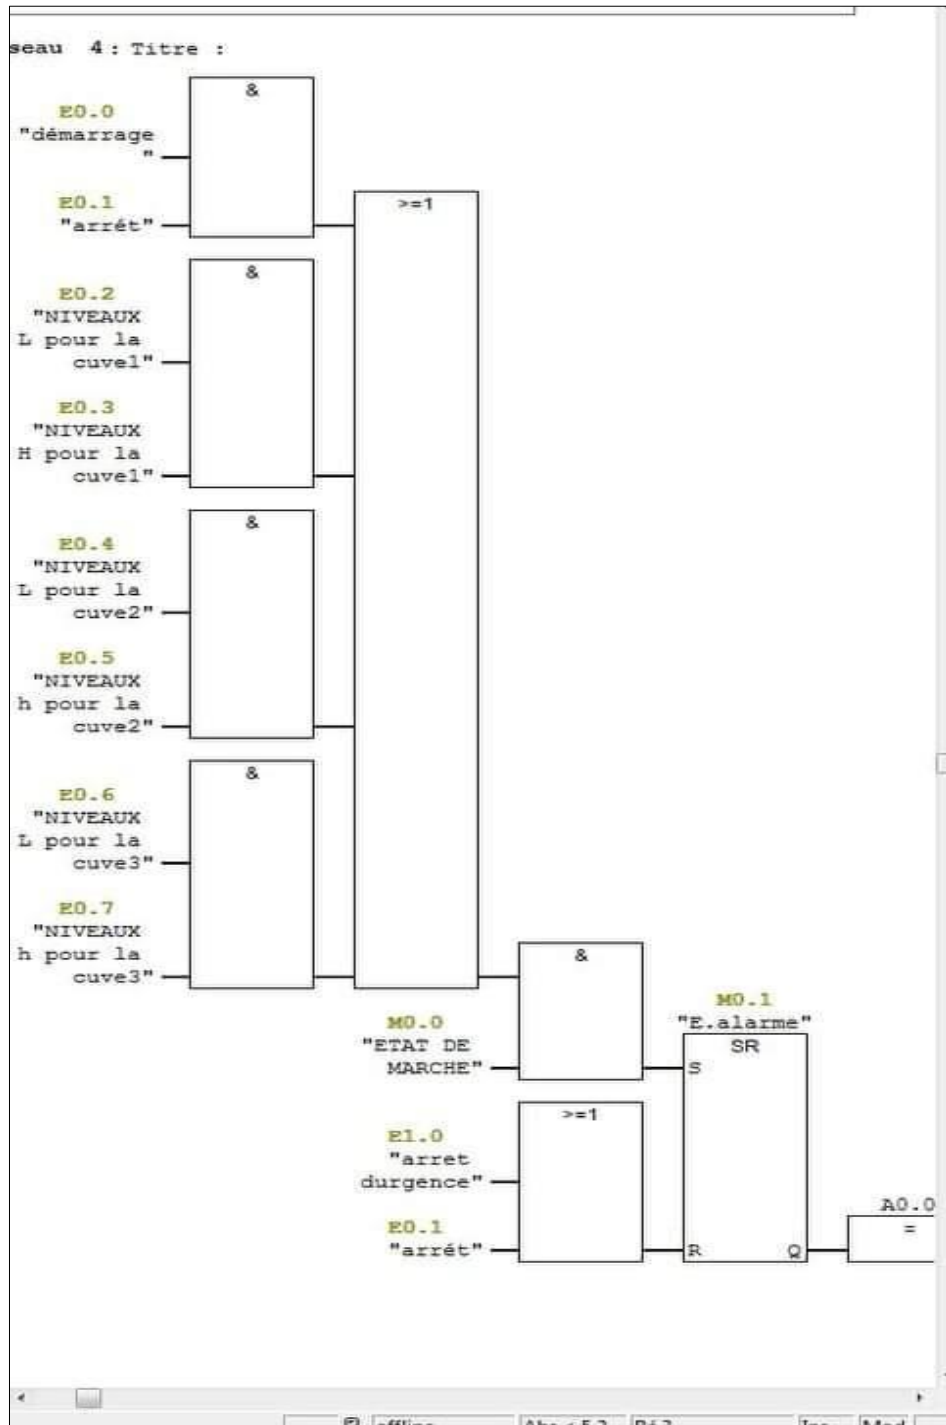 seau 4: Titre :
&
E0.0
"démarrage
"
E0.1
"arrét"
>=1
&
E0.2
"NIVEAUX
L pour la
cuve1"
E0.3
"NIVEAUX
H pour la
cuve1"
&
E0.4
"NIVEAUX
L pour la
cuve2"
E0.5
"NIVEAUX
h pour la
cuve2"
&
E0.6
"NIVEAUX
L pour la
cuve3"
E0.7
"NIVEAUX
h pour la
cuve3"
&
M0.0
"ETAT DE
MARCHE"
M0.1
"E.alarme"
SR
S
>=1
E1.0
"arret
durgence"
E0.1
"arrét"
R Q
A0.0
=
offline